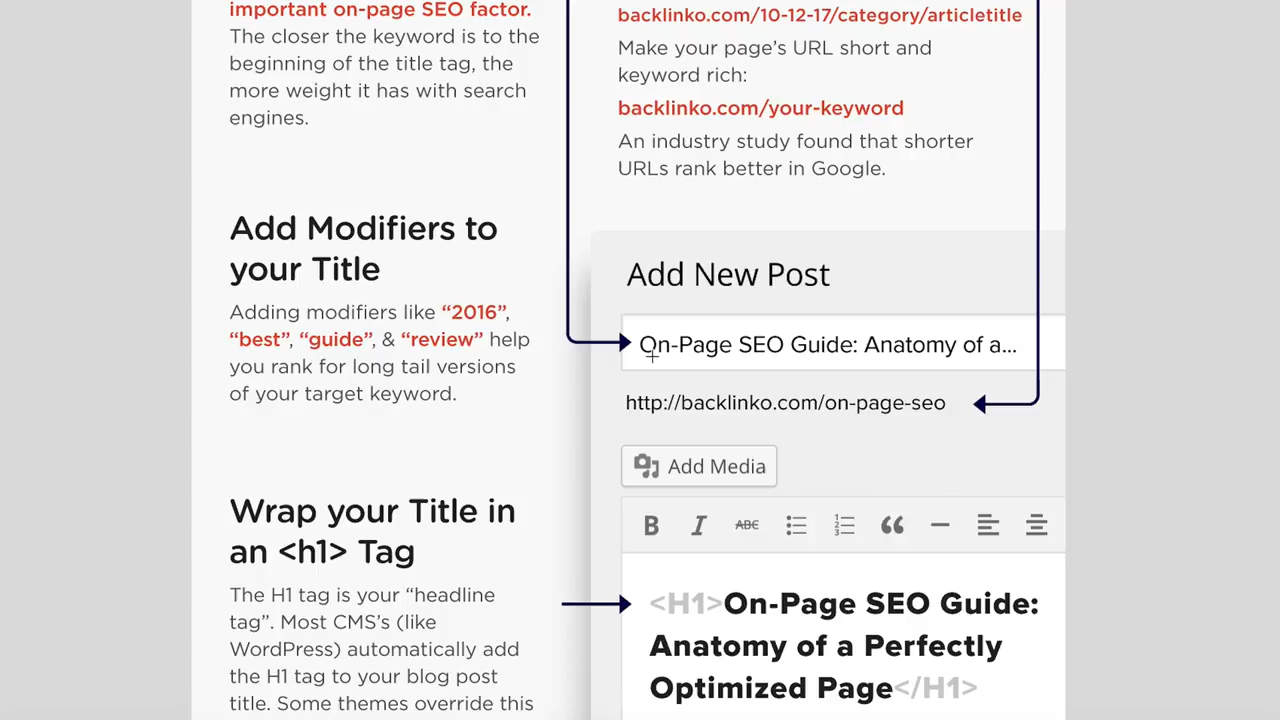 important on-page SEO factor.
The closer the keyword is to the
beginning of the title tag, the
more weight it has with search
engines.
Add Modifiers to
your Title
Adding modifiers like “2016”,
“best”, “guide”, & “review” help
you rank for long tail versions
of your target keyword.
Wrap your Title in
an <h1> Tag
The H1 tag is your “headline
tag”. Most CMS’s (like
WordPress) automatically add
the H1 tag to your blog post
title. Some themes override this
backlinko.com/10-12-17/category/articletitle
Make your page’s URL short and
keyword rich:
backlinko.com/your-keyword
An industry study found that shorter
URLs rank better in Google.
Add New Post
On-Page SEO Guide: Anatomy of a...
http://backlinko.com/on-page-seo
Add Media
B I ABC
<H1>On-Page SEO Guide:
Anatomy of a Perfectly
Optimized Page</H1>